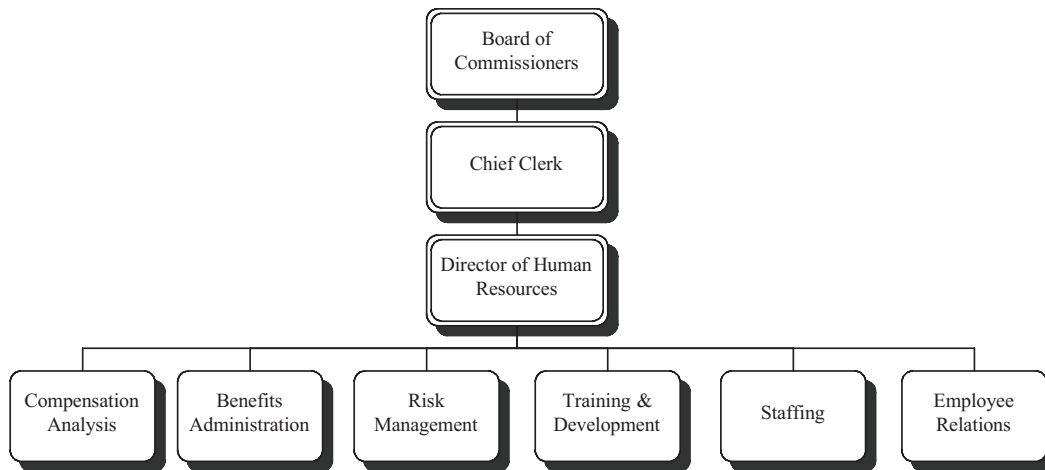 Board of
Commissioners
Chief Clerk
Director of Human
Resources
Compensation
Analysis
Benefits
Administration
Risk
Management
Training &
Development
Staffing
Employee
Relations